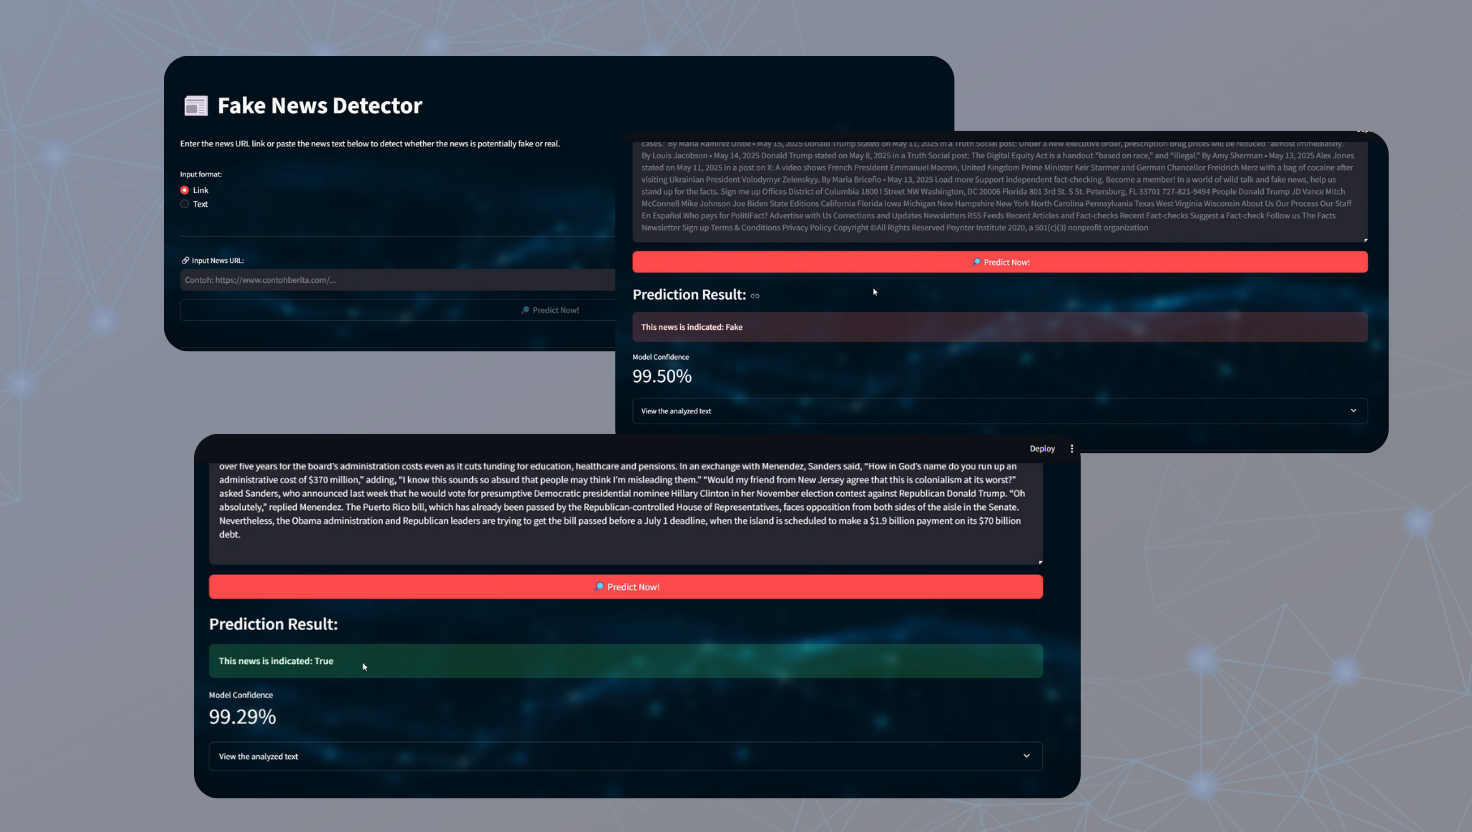 Fake News Detector
Enter the news URL link or paste the news text below to detect whether the news is potentially fake or real.
Input format:
Link
Text
Input News URL:
Contoh: https://www.contohberita.com/...
Predict Now!
cases." By Maria Ramirez Uribe • May 15, 2025 Donald Trump stated on May 11, 2025 in a Truth Social post: Under a new executive order, prescription drug prices will be reduced "almost immediately."
By Louis Jacobson • May 14, 2025 Donald Trump stated on May 8, 2025 in a Truth Social post: The Digital Equity Act is a handout "based on race," and "illegal." By Amy Sherman • May 13, 2025 Alex Jones
stated on May 11, 2025 in a post on X: A video shows French President Emmanuel Macron, United Kingdom Prime Minister Keir Starmer and German Chancellor Freidrich Merz with a bag of cocaine after
visiting Ukrainian President Volodymyr Zelenskyy. By Maria Briceño • May 13, 2025 Load more Support independent fact-checking. Become a member! In a world of wild talk and fake news, help us
stand up for the facts. Sign me up Offices District of Columbia 1800 I Street NW Washington, DC 20006 Florida 801 3rd St. S St. Petersburg, FL 33701 727-821-9494 People Donald Trump JD Vance Mitch
McConnell Mike Johnson Joe Biden State Editions California Florida Iowa Michigan New Hampshire New York North Carolina Pennsylvania Texas West Virginia Wisconsin About Us Our Process Our Staff
En Español Who pays for PolitiFact? Advertise with Us Corrections and Updates Newsletters RSS Feeds Recent Articles and Fact-checks Recent Fact-checks Suggest a Fact-check Follow us The Facts
Newsletter Sign up Terms & Conditions Privacy Policy Copyright ©All Rights Reserved Poynter Institute 2020, a 501(c)(3) nonprofit organization
Predict Now!
Prediction Result:
This news is indicated: Fake
Model Confidence
99.50%
View the analyzed text
Deploy
over five years for the board's administration costs even as it cuts funding for education, healthcare and pensions. In an exchange with Menendez, Sanders said, "How in God's name do you run up an
administrative cost of $370 million," adding, "I know this sounds so absurd that people may think I'm misleading them." "Would my friend from New Jersey agree that this is colonialism at its worst?"
asked Sanders, who announced last week that he would vote for presumptive Democratic presidential nominee Hillary Clinton in her November election contest against Republican Donald Trump. "Oh
absolutely," replied Menendez. The Puerto Rico bill, which has already been passed by the Republican-controlled House of Representatives, faces opposition from both sides of the aisle in the Senate.
Nevertheless, the Obama administration and Republican leaders are trying to get the bill passed before a July 1 deadline, when the island is scheduled to make a $1.9 billion payment on its $70 billion
debt.
Predict Now!
Prediction Result:
This news is indicated: True
Model Confidence
99.29%
View the analyzed text